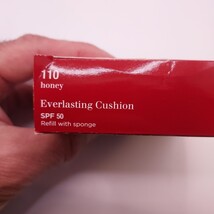 110
honey
Everlasting Cushion
SPF 50
Refill with sponge